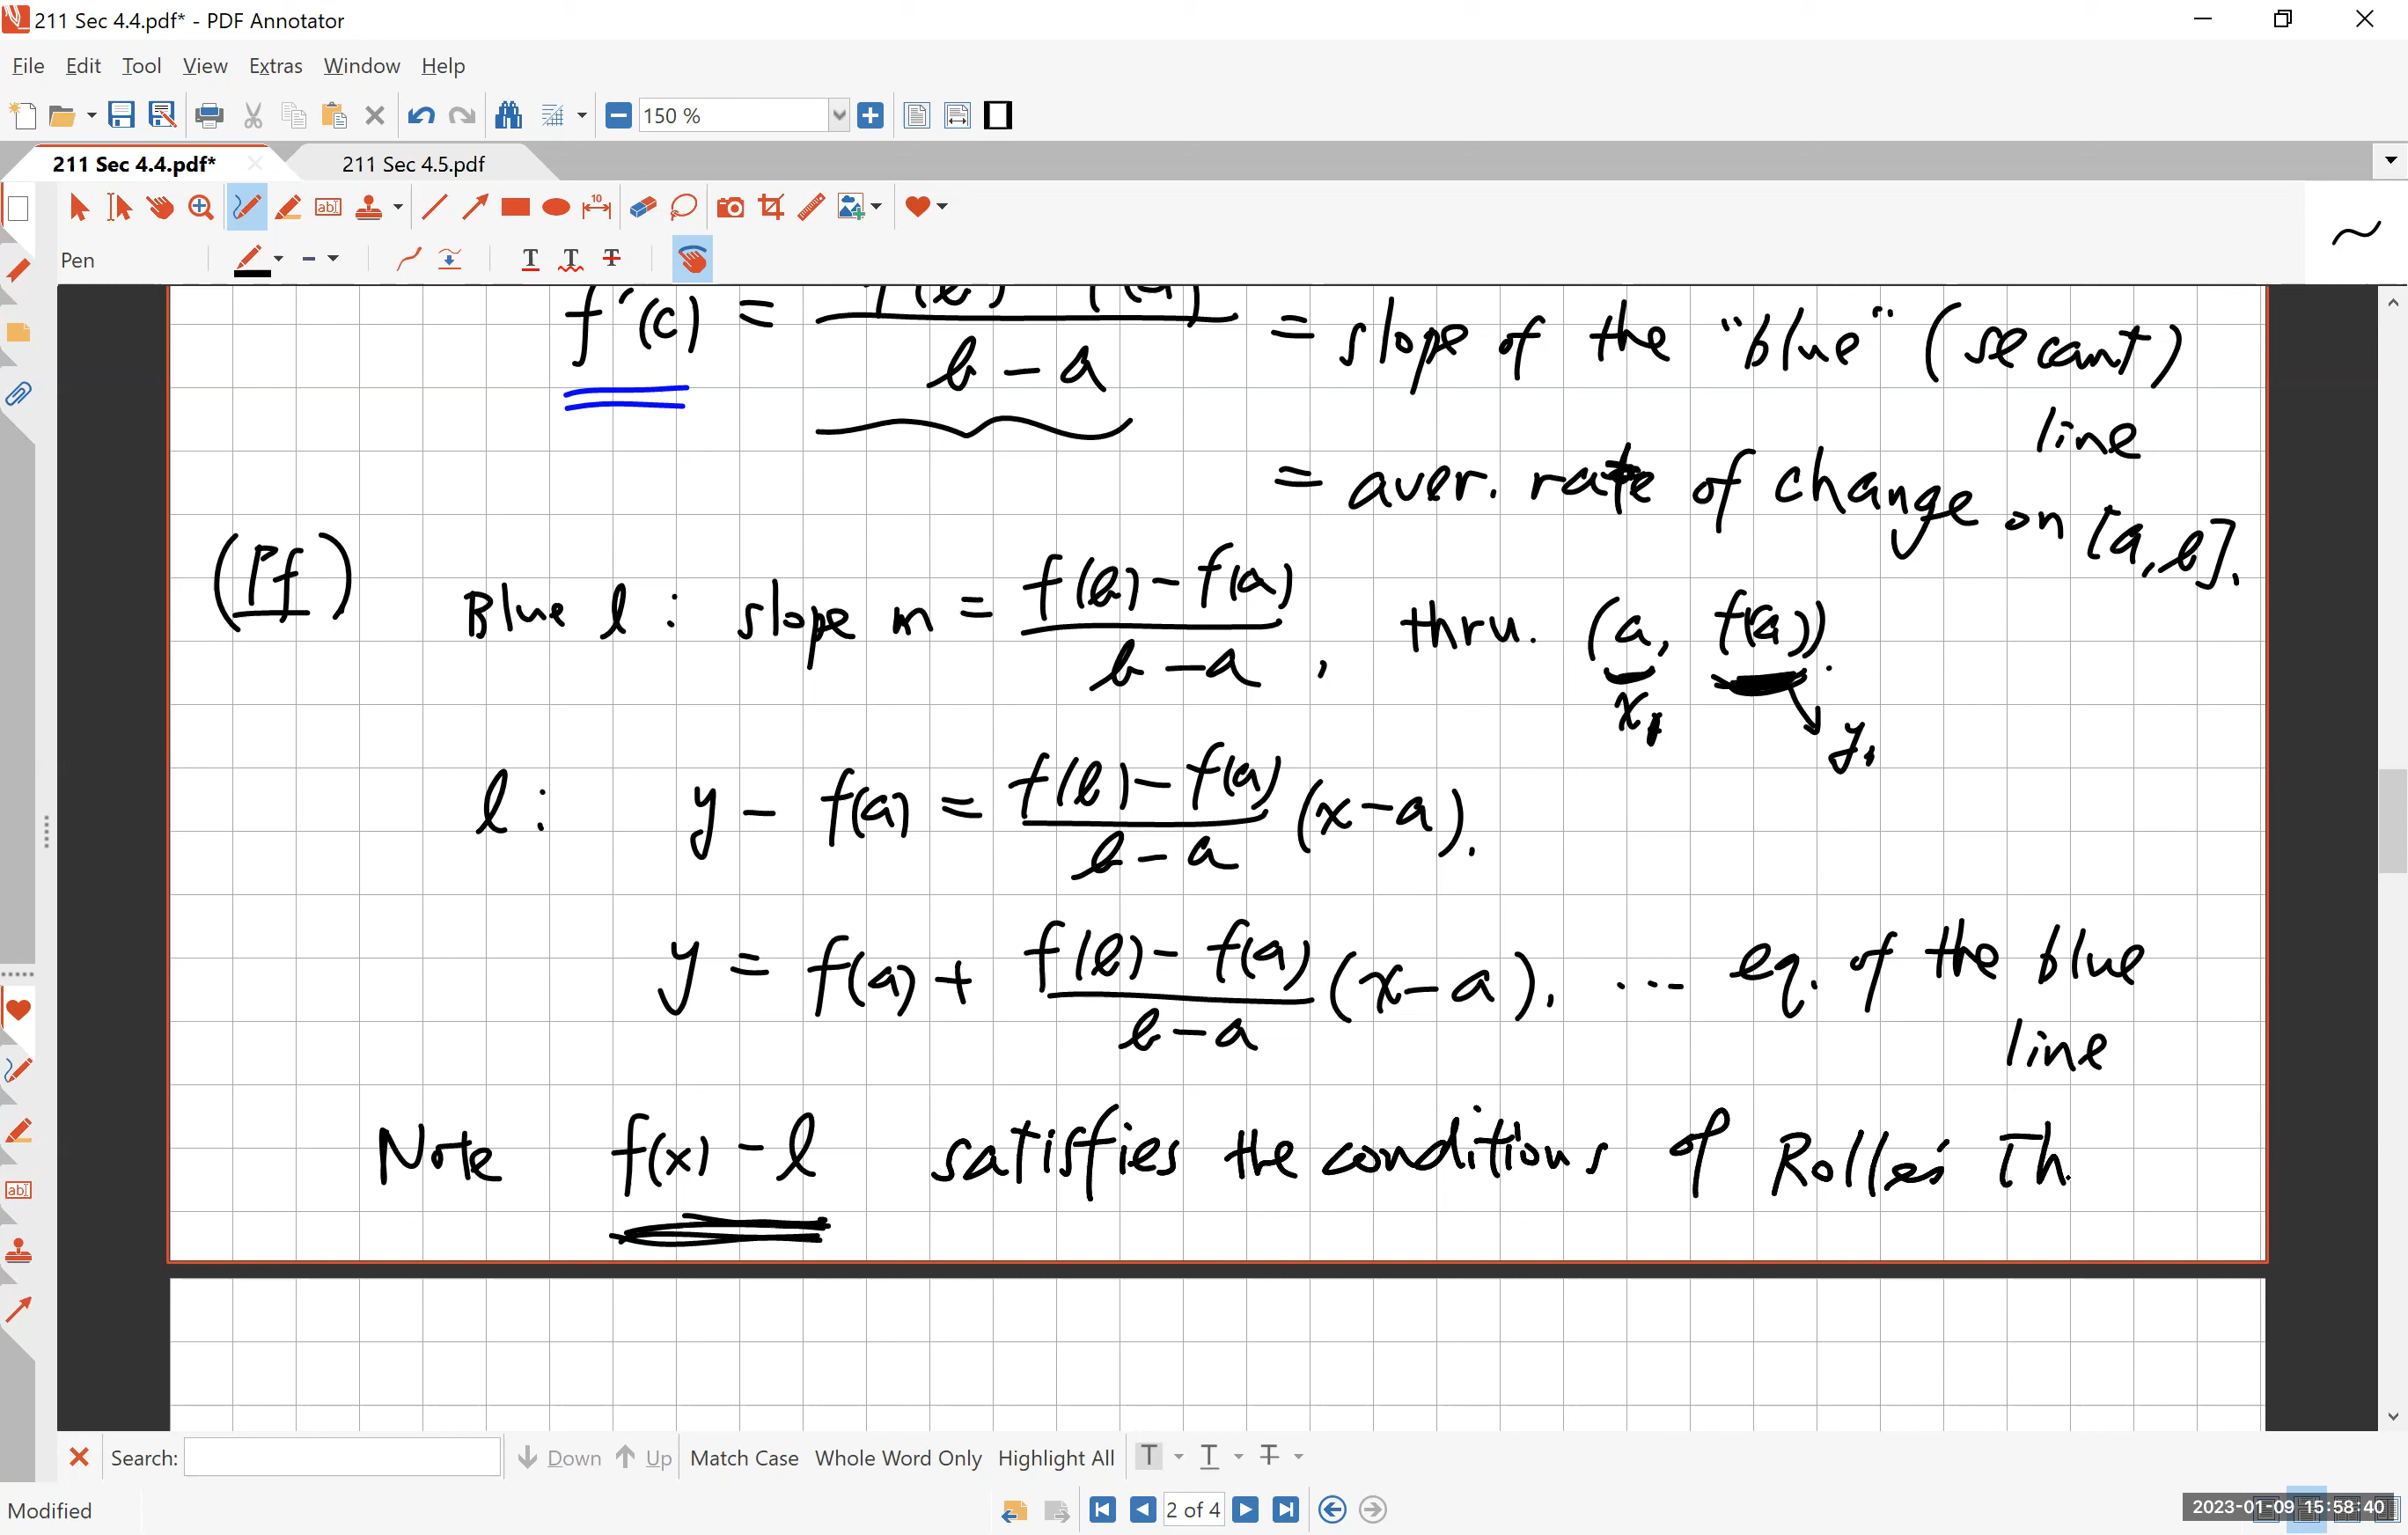 211 Sec 4.4.pdf* - PDF Annotator
File Edit Tool View Extras Window Help
150 %
211 Sec 4.4.pdf* 211 Sec 4.5.pdf
Pen
f'(c) = f(b) - f(a) / b - a = slope of the "blue" (secant) line
= aver. rate of change on [a, b].
(Pf) Blue l : slope m = f(b) - f(a) / b - a , thru. (a, f(a)).
x₁ y₁
l : y - f(a) = f(b) - f(a) / b - a (x - a).
y = f(a) + f(b) - f(a) / b - a (x - a). ... eq. of the blue line
Note f(x) - l satisfies the conditions of Rolle's Th.
Search: Down Up Match Case Whole Word Only Highlight All
Modified 2 of 4 2023-01-09 15:58:40